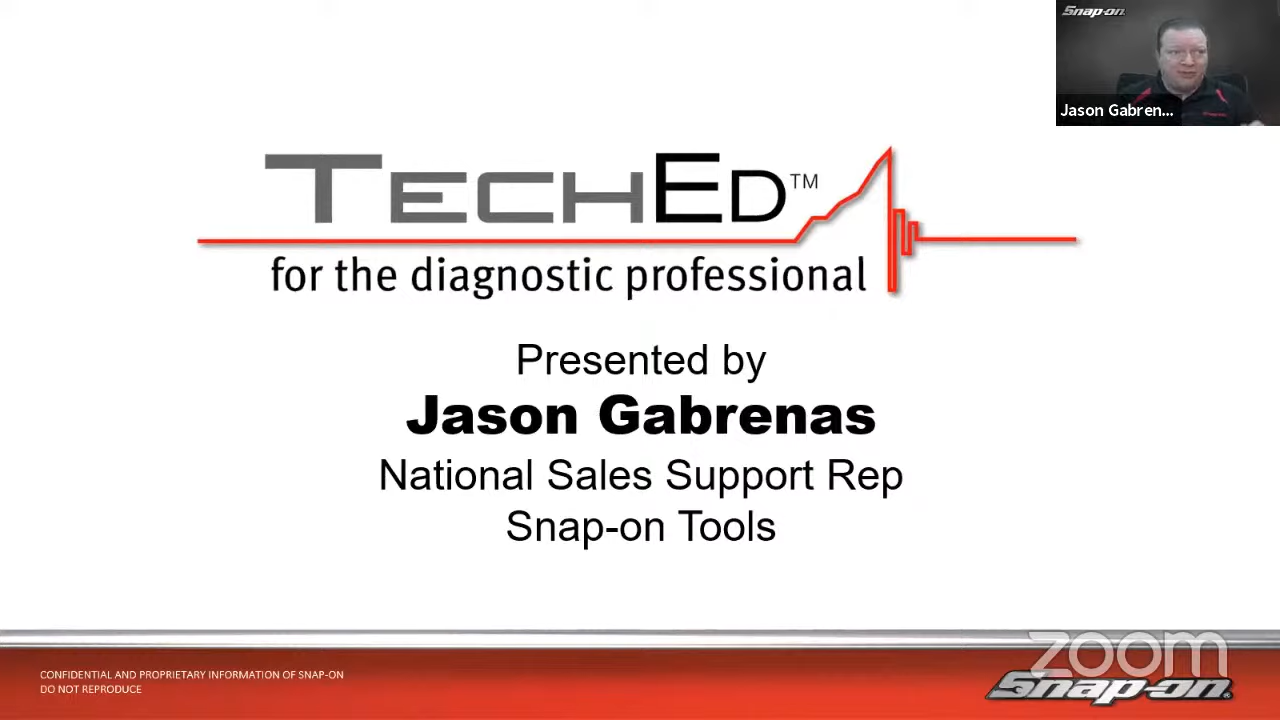 Snap-on
Jason Gabren...
TECHED™
for the diagnostic professional
Presented by
Jason Gabrenas
National Sales Support Rep
Snap-on Tools
CONFIDENTIAL AND PROPRIETARY INFORMATION OF SNAP-ON
DO NOT REPRODUCE
zoom
Snap-on®